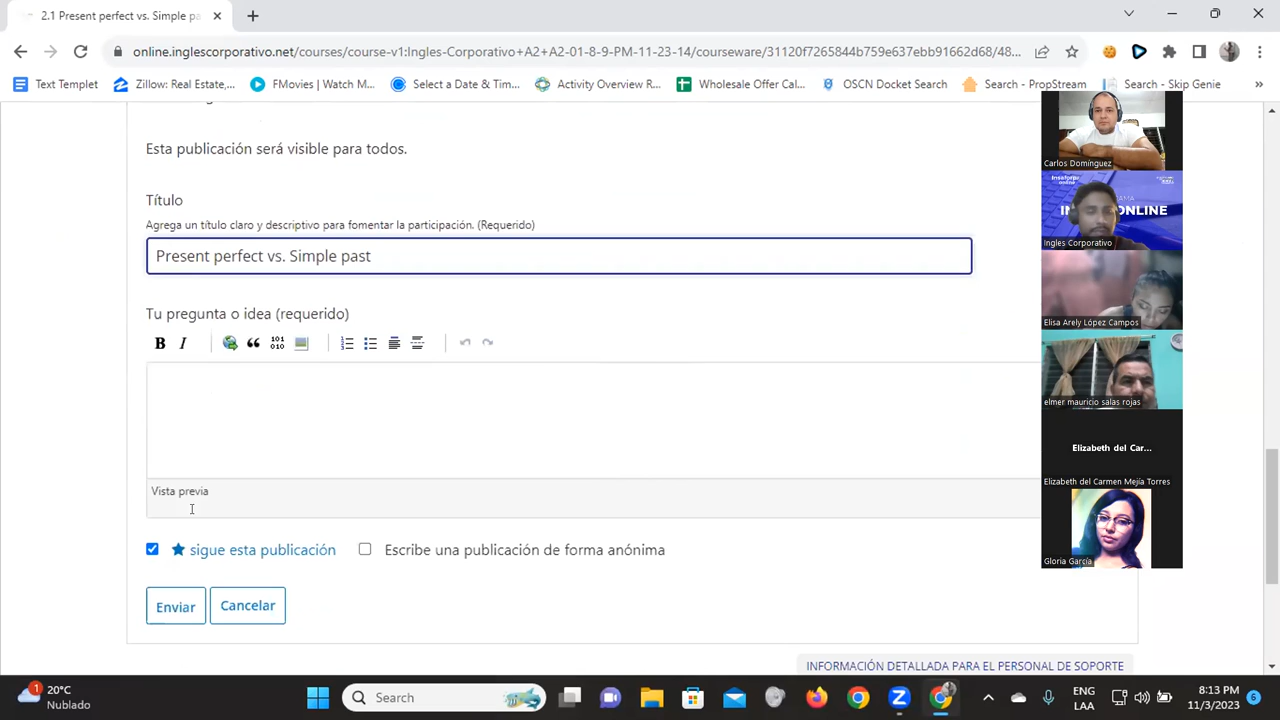 2.1 Present perfect vs. Simple pa
online.inglescorporativo.net/courses/course-v1:Ingles-Corporativo+A2+A2-01-8-9-PM-11-23-14/courseware/31120f7265844b759e637ebb91662d68/48...
Text Templet
Zillow: Real Estate,...
FMovies | Watch M...
Select a Date & Tim...
Activity Overview R...
Wholesale Offer Cal...
OSCN Docket Search
Search - PropStream
Search - Skip Genie
»
Esta publicación será visible para todos.
Título
Agrega un título claro y descriptivo para fomentar la participación. (Requerido)
Present perfect vs. Simple past
Tu pregunta o idea (requerido)
B I
101
010
Vista previa
sigue esta publicación
Escribe una publicación de forma anónima
Enviar
Cancelar
INFORMACIÓN DETALLADA PARA EL PERSONAL DE SOPORTE
Carlos Domínguez
ONLINE
Ingles Corporativo
Elisa Arely López Campos
elmer mauricio salas rojas
Elizabeth del Car...
Elizabeth del Carmen Mejía Torres
Gloria García
1
20°C
Nublado
Search
ENG
LAA
8:13 PM
11/3/2023
6